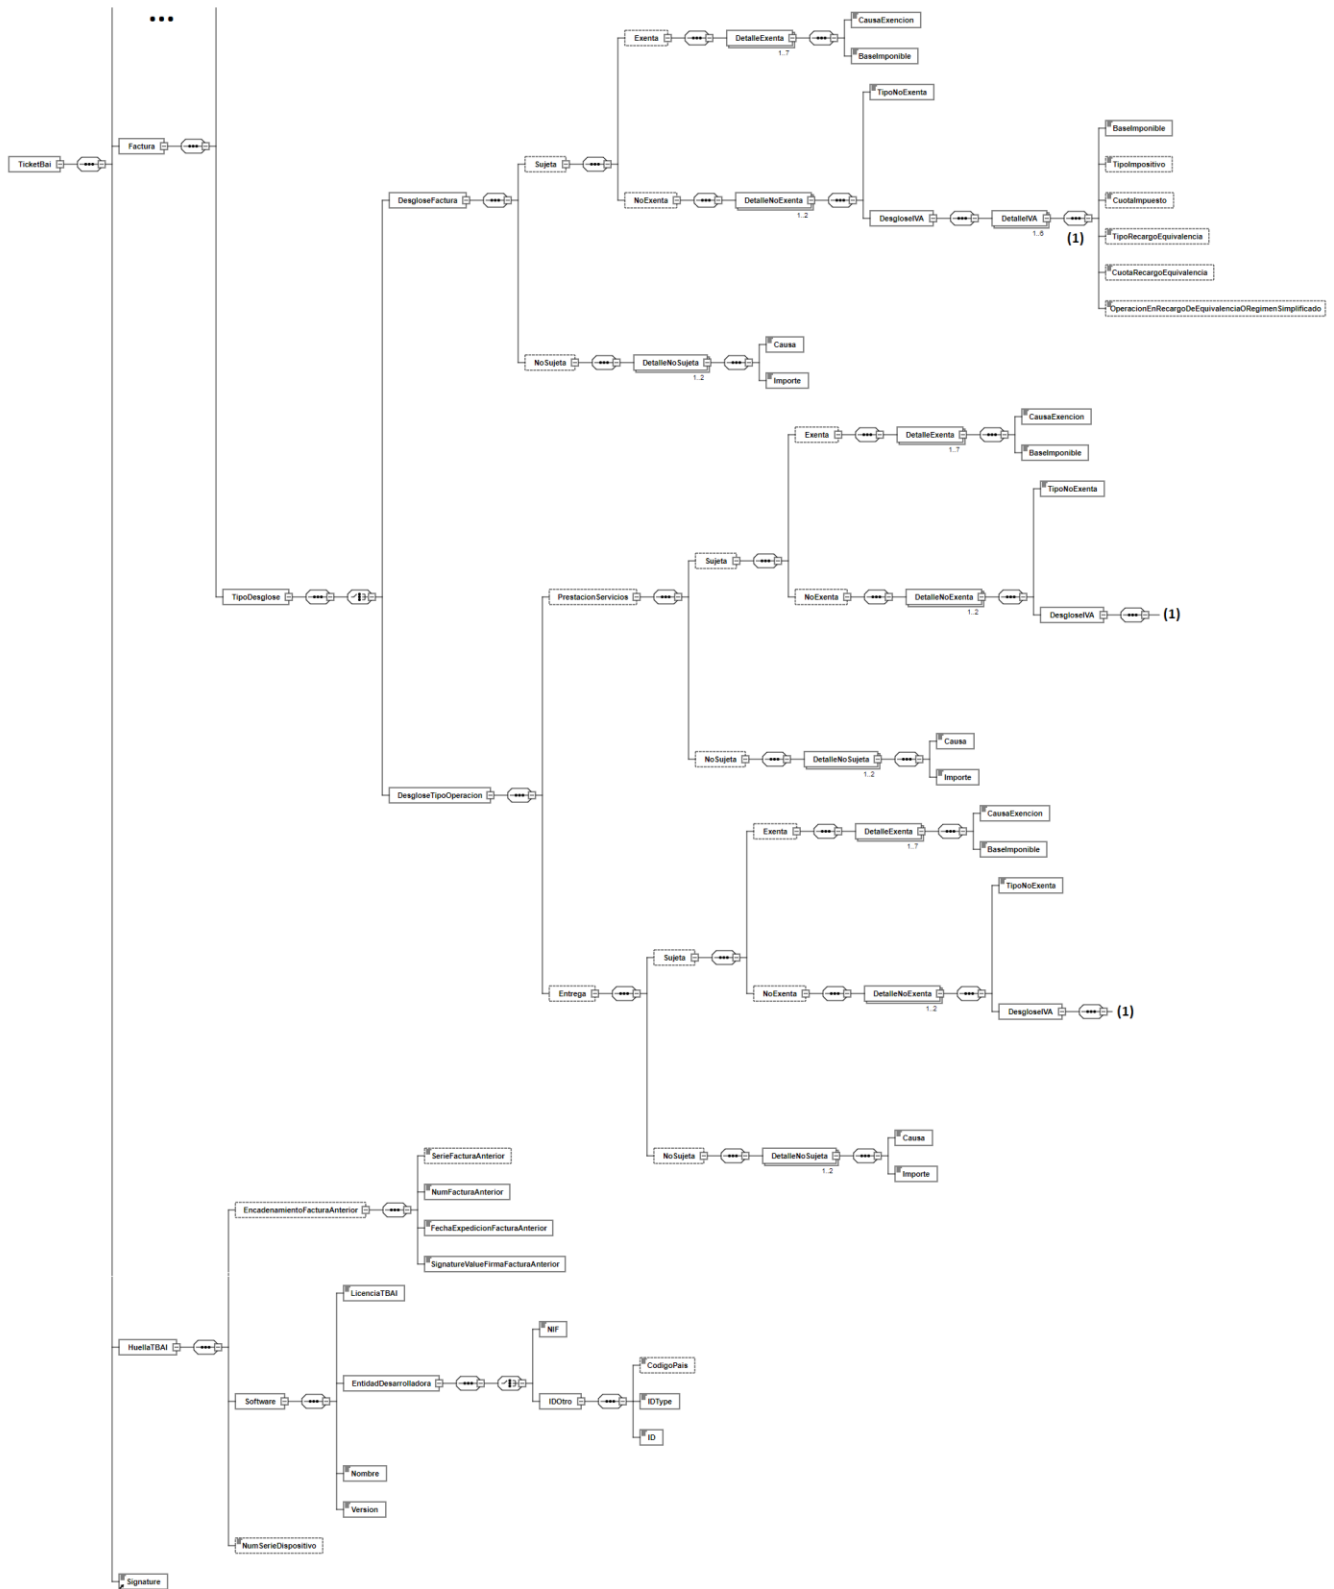 •••
CausaExencion
Exenta
DetalleExenta
1..7
BaseImponible
TipoNoExenta
BaseImponible
Factura
TicketBai
Sujeta
TipoImpositivo
DesgloseFactura
NoExenta
DetalleNoExenta
1..2
CuotaImpuesto
DesgloseIVA
DetalleIVA
1..6
(1)
TipoRecargoEquivalencia
CuotaRecargoEquivalencia
OperacionEnRecargoDeEquivalenciaORegimenSimplificado
Causa
NoSujeta
DetalleNoSujeta
1..2
Importe
CausaExencion
Exenta
DetalleExenta
1..7
BaseImponible
TipoNoExenta
Sujeta
TipoDesglose
PrestacionServicios
NoExenta
DetalleNoExenta
1..2
DesgloseIVA
(1)
Causa
NoSujeta
DetalleNoSujeta
1..2
Importe
DesgloseTipoOperacion
CausaExencion
Exenta
DetalleExenta
1..7
BaseImponible
TipoNoExenta
Sujeta
Entrega
NoExenta
DetalleNoExenta
1..2
DesgloseIVA
(1)
Causa
NoSujeta
DetalleNoSujeta
1..2
Importe
SerieFacturaAnterior
NumFacturaAnterior
EncadenamientoFacturaAnterior
FechaExpedicionFacturaAnterior
SignatureValueFirmaFacturaAnterior
LicenciaTBAI
NIF
HuellaTBAI
CodigoPais
EntidadDesarrolladora
Software
IDOtro
IDType
ID
Nombre
Version
NumSerieDispositivo
Signature